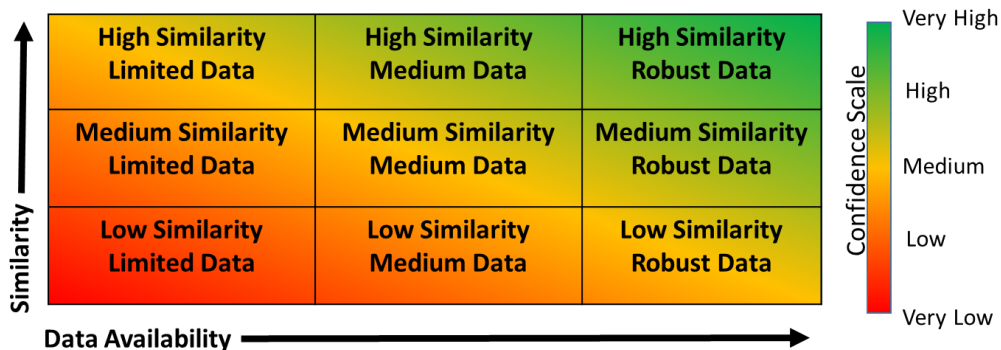 High Similarity
Limited Data
High Similarity
Medium Data
High Similarity
Robust Data
Medium Similarity
Limited Data
Medium Similarity
Medium Data
Medium Similarity
Robust Data
Low Similarity
Limited Data
Low Similarity
Medium Data
Low Similarity
Robust Data
Similarity
Data Availability
Confidence Scale
Very High
High
Medium
Low
Very Low